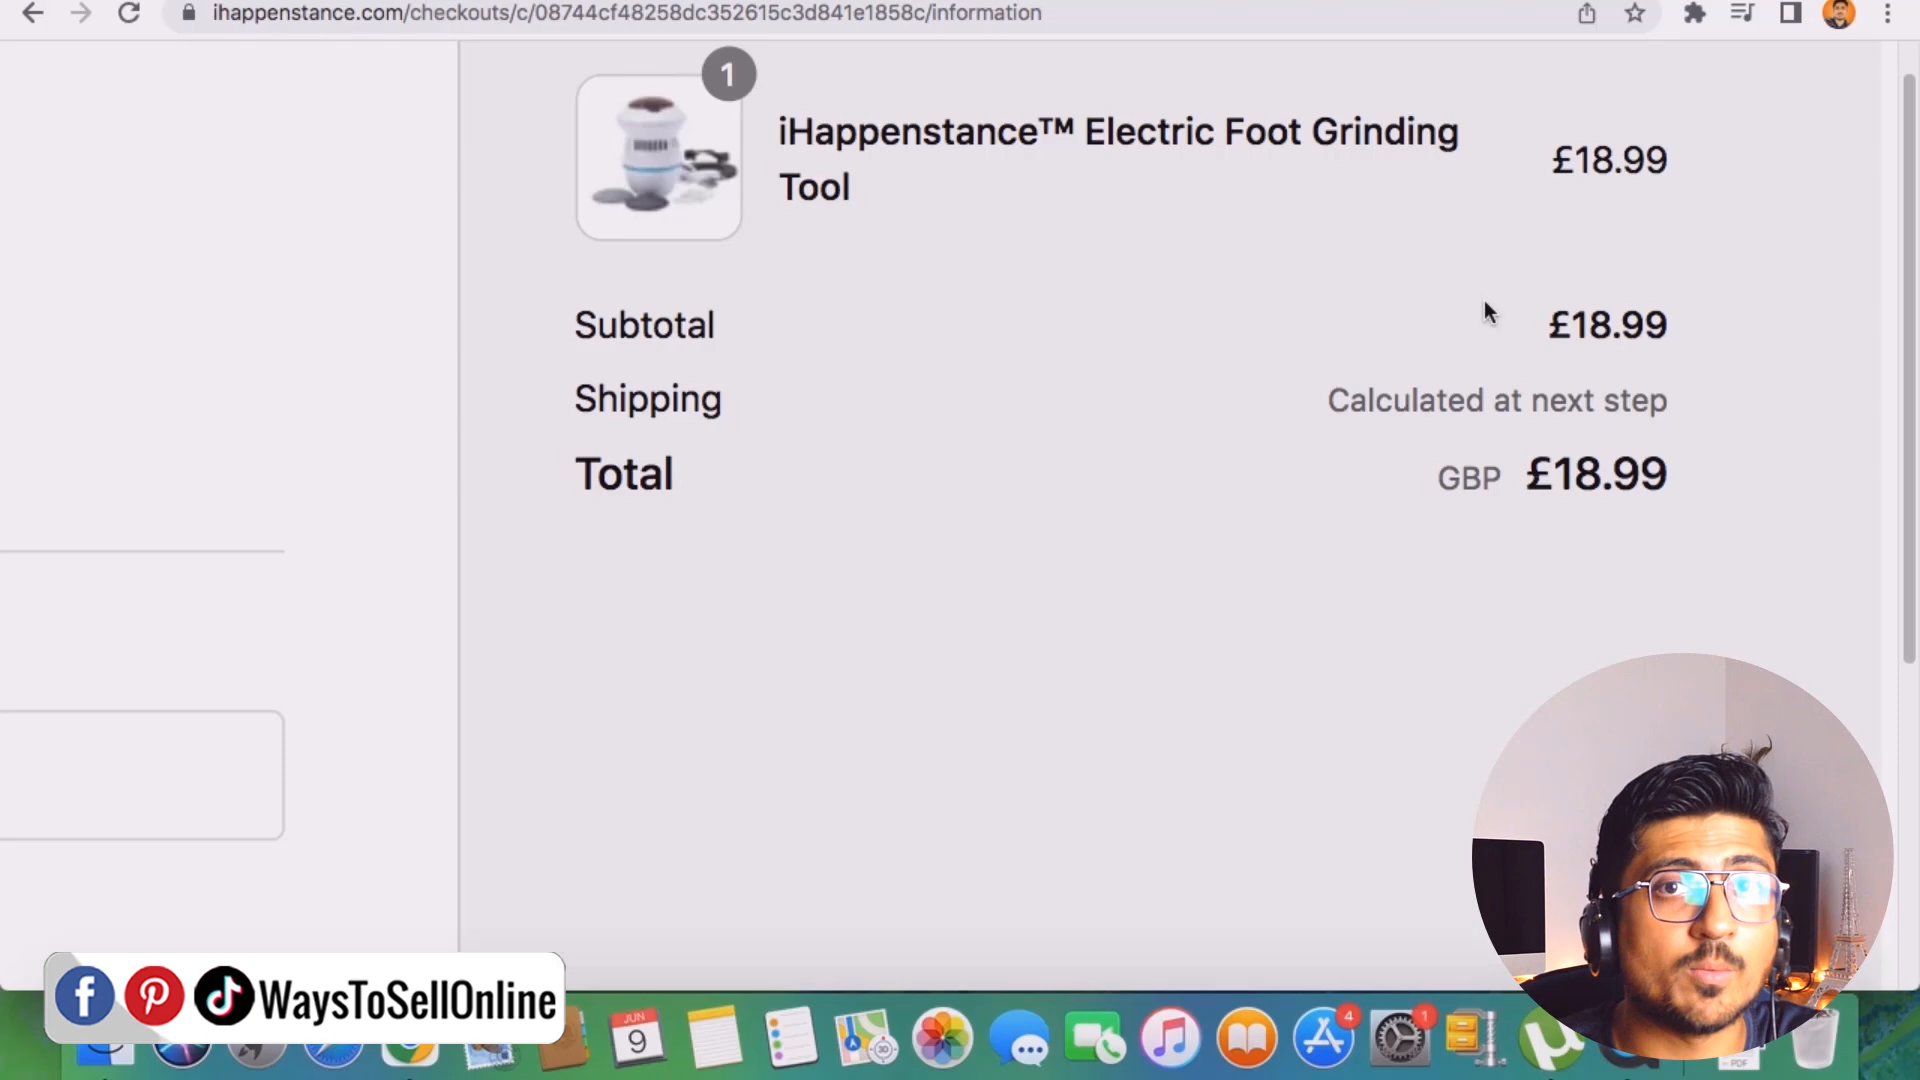 ihappenstance.com/checkouts/c/08744cf48258dc352615c3d841e1858c/information
1
iHappenstance™ Electric Foot Grinding
Tool
£18.99
Subtotal
£18.99
Shipping
Calculated at next step
Total
GBP £18.99
WaysToSellOnline
JUN
9
4
1
PDF